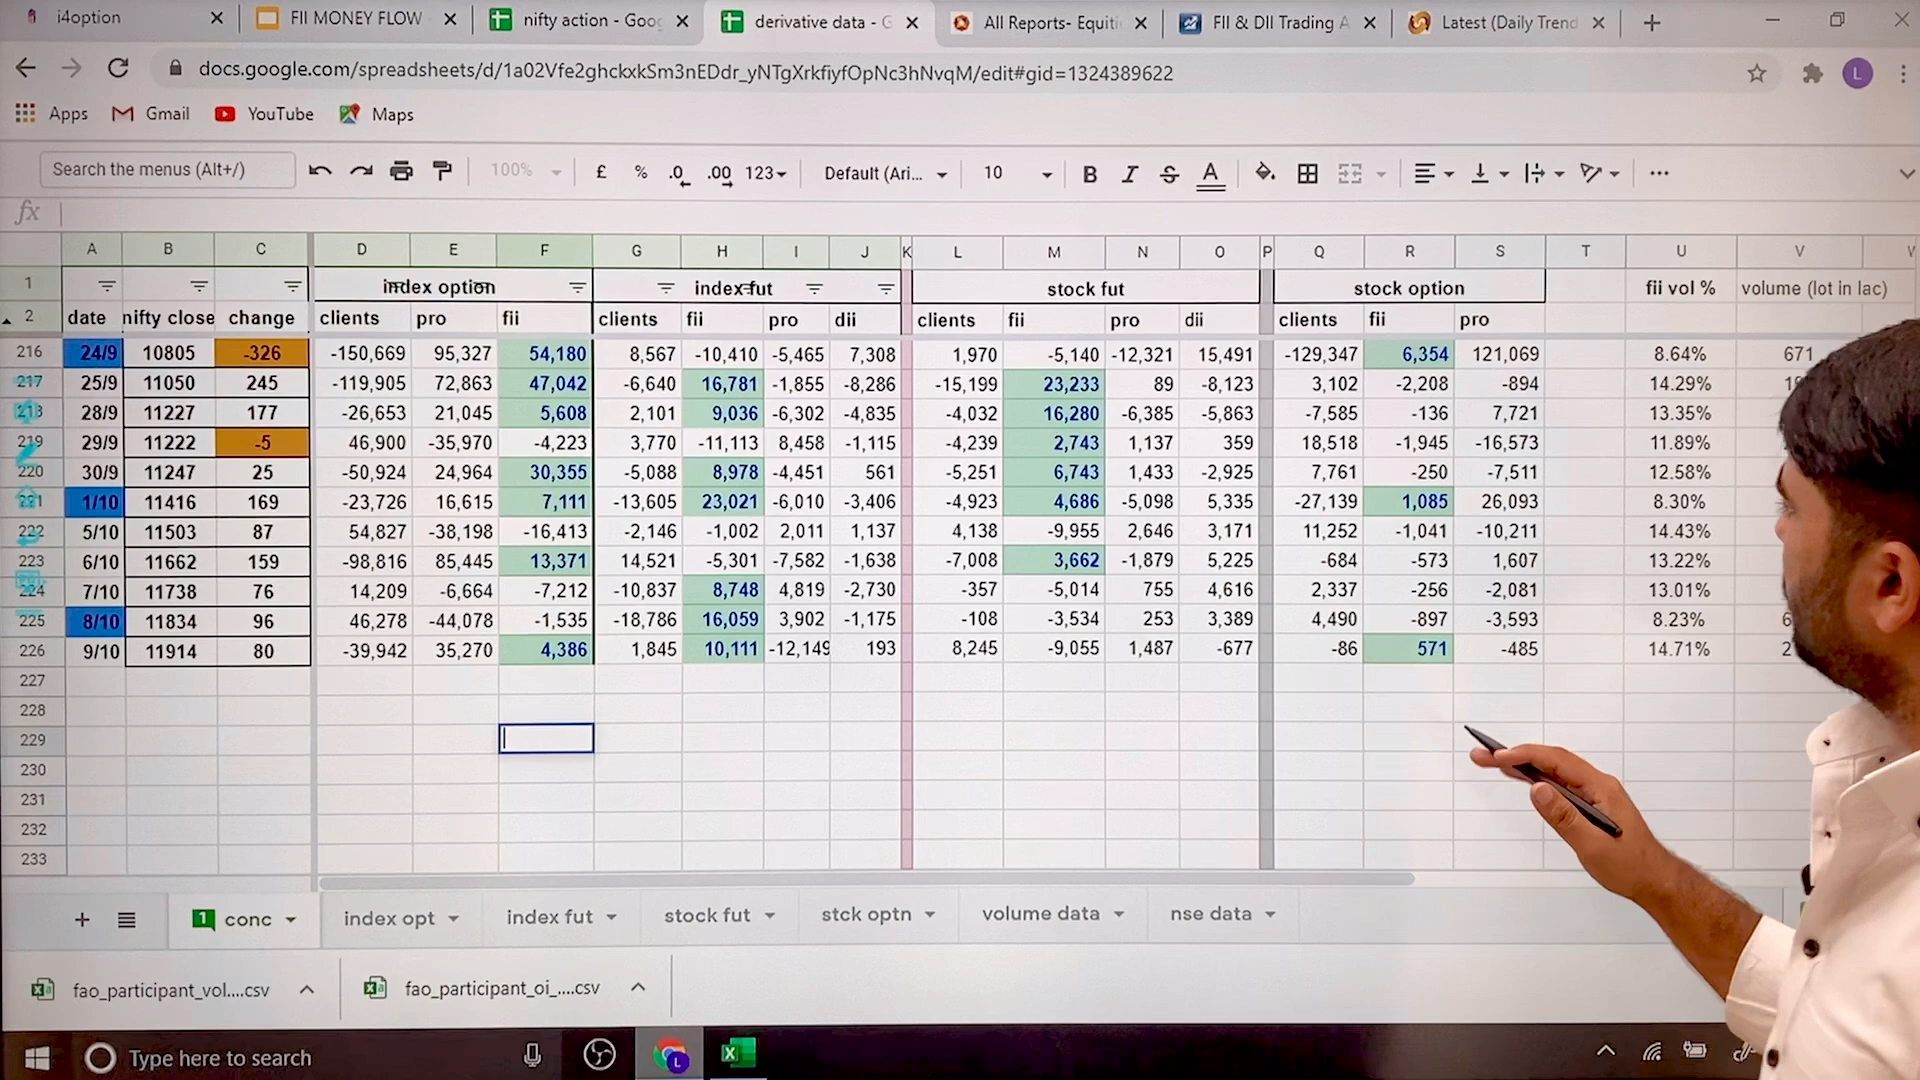 i4option FII MONEY FLOW nifty action - Goog derivative data - G All Reports- Equiti FII & DII Trading A Latest (Daily Trend
docs.google.com/spreadsheets/d/1a02Vfe2ghckxkSm3nEDdr_yNTgXrkfiyfOpNc3hNvqM/edit#gid=1324389622 L
Apps Gmail YouTube Maps
Search the menus (Alt+/) 100% £ % .0 .00 123 Default (Ari... 10 B I S A
fx
A B C D E F G H I J K L M N O P Q R S T U V
1 index option index fut stock fut stock option fii vol % volume (lot in lac)
2 date nifty close change clients pro fii clients fii pro dii clients fii pro dii clients fii pro
216 24/9 10805 -326 -150,669 95,327 54,180 8,567 -10,410 -5,465 7,308 1,970 -5,140 -12,321 15,491 -129,347 6,354 121,069 8.64% 671
217 25/9 11050 245 -119,905 72,863 47,042 -6,640 16,781 -1,855 -8,286 -15,199 23,233 89 -8,123 3,102 -2,208 -894 14.29%
218 28/9 11227 177 -26,653 21,045 5,608 2,101 9,036 -6,302 -4,835 -4,032 16,280 -6,385 -5,863 -7,585 -136 7,721 13.35%
219 29/9 11222 -5 46,900 -35,970 -4,223 3,770 -11,113 8,458 -1,115 -4,239 2,743 1,137 359 18,518 -1,945 -16,573 11.89%
220 30/9 11247 25 -50,924 24,964 30,355 -5,088 8,978 -4,451 561 -5,251 6,743 1,433 -2,925 7,761 -250 -7,511 12.58%
221 1/10 11416 169 -23,726 16,615 7,111 -13,605 23,021 -6,010 -3,406 -4,923 4,686 -5,098 5,335 -27,139 1,085 26,093 8.30%
222 5/10 11503 87 54,827 -38,198 -16,413 -2,146 -1,002 2,011 1,137 4,138 -9,955 2,646 3,171 11,252 -1,041 -10,211 14.43%
223 6/10 11662 159 -98,816 85,445 13,371 14,521 -5,301 -7,582 -1,638 -7,008 3,662 -1,879 5,225 -684 -573 1,607 13.22%
224 7/10 11738 76 14,209 -6,664 -7,212 -10,837 8,748 4,819 -2,730 -357 -5,014 755 4,616 2,337 -256 -2,081 13.01%
225 8/10 11834 96 46,278 -44,078 -1,535 -18,786 16,059 3,902 -1,175 -108 -3,534 253 3,389 4,490 -897 -3,593 8.23% 6
226 9/10 11914 80 -39,942 35,270 4,386 1,845 10,111 -12,149 193 8,245 -9,055 1,487 -677 -86 571 -485 14.71% 2
227
228
229
230
231
232
233
1 conc index opt index fut stock fut stck optn volume data nse data
fao_participant_vol....csv fao_participant_oi_....csv
Type here to search L